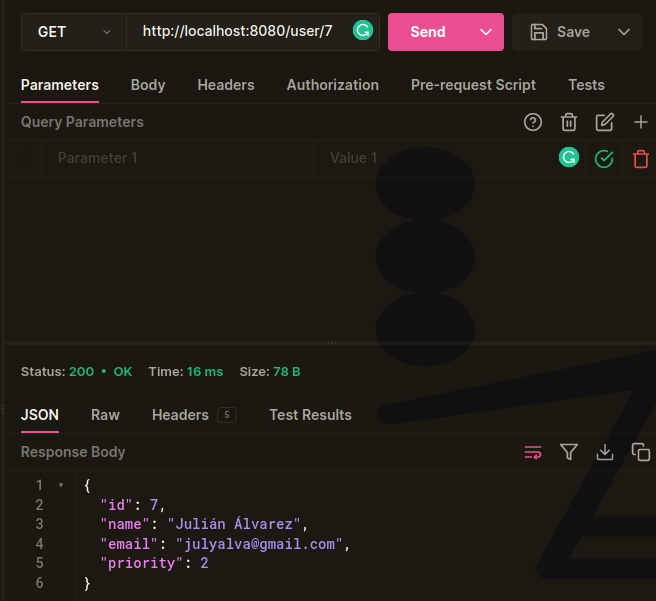 GET http://localhost:8080/user/7 Send Save
Parameters Body Headers Authorization Pre-request Script Tests
Query Parameters
Parameter 1 Value 1
Status: 200 • OK Time: 16 ms Size: 78 B
JSON Raw Headers 5 Test Results
Response Body
1 {
2 "id": 7,
3 "name": "Julián Álvarez",
4 "email": "julyalva@gmail.com",
5 "priority": 2
6 }